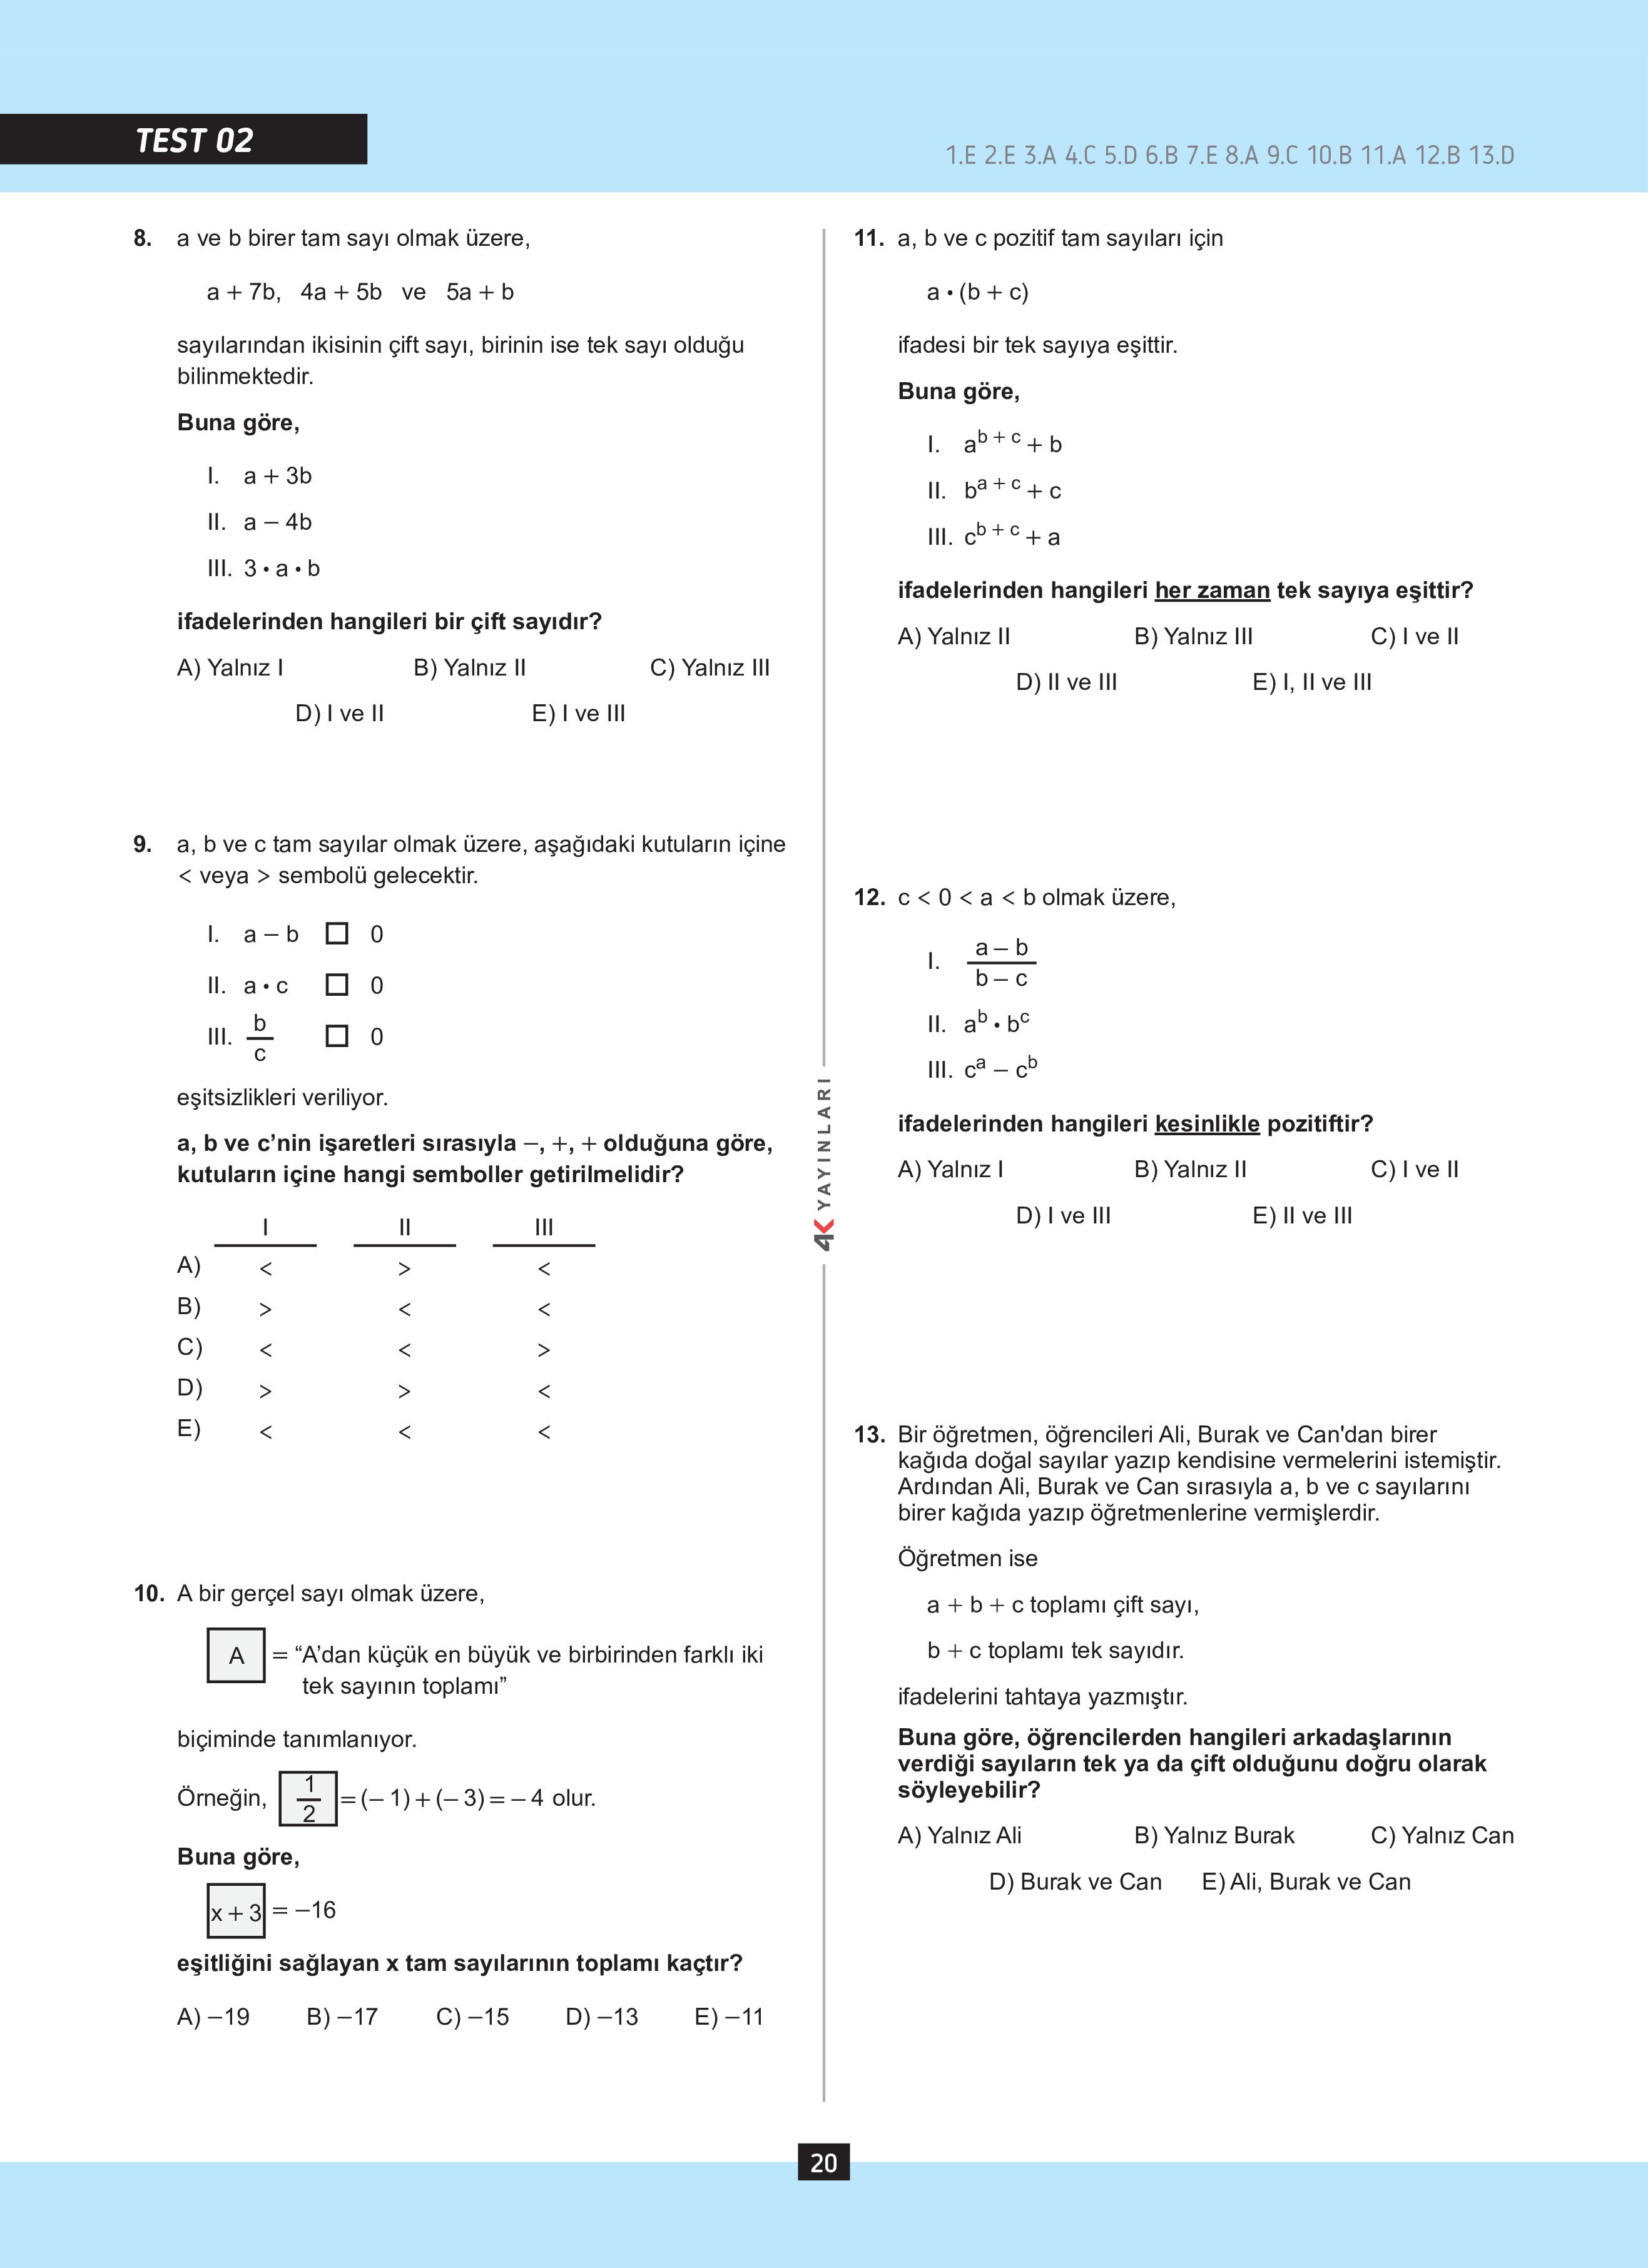 TEST 02
1.E 2.E 3.A 4.C 5.D 6.B 7.E 8.A 9.C 10.B 11.A 12.B 13.D
8. a ve b birer tam sayı olmak üzere,
a + 7b, 4a + 5b ve 5a + b
sayılarından ikisinin çift sayı, birinin ise tek sayı olduğu
bilinmektedir.
Buna göre,
I. a + 3b
II. a – 4b
III. 3 • a • b
ifadelerinden hangileri bir çift sayıdır?
A) Yalnız I B) Yalnız II C) Yalnız III
D) I ve II E) I ve III
9. a, b ve c tam sayılar olmak üzere, aşağıdaki kutuların içine
< veya > sembolü gelecektir.
I. a – b □ 0
II. a • c □ 0
III. b/c □ 0
eşitsizlikleri veriliyor.
a, b ve c’nin işaretleri sırasıyla –, +, + olduğuna göre,
kutuların içine hangi semboller getirilmelidir?
I II III
A) < > <
B) > < <
C) < < >
D) > > <
E) < < <
10. A bir gerçel sayı olmak üzere,
A = “A’dan küçük en büyük ve birbirinden farklı iki
tek sayının toplamı”
biçiminde tanımlanıyor.
Örneğin, 1/2 = (– 1) + (– 3) = – 4 olur.
Buna göre,
x + 3 = –16
eşitliğini sağlayan x tam sayılarının toplamı kaçtır?
A) –19 B) –17 C) –15 D) –13 E) –11
4K YAYINLARI
11. a, b ve c pozitif tam sayıları için
a • (b + c)
ifadesi bir tek sayıya eşittir.
Buna göre,
I. a^(b + c) + b
II. b^(a + c) + c
III. c^(b + c) + a
ifadelerinden hangileri her zaman tek sayıya eşittir?
A) Yalnız II B) Yalnız III C) I ve II
D) II ve III E) I, II ve III
12. c < 0 < a < b olmak üzere,
I. (a – b)/(b – c)
II. a^b • b^c
III. c^a – c^b
ifadelerinden hangileri kesinlikle pozitiftir?
A) Yalnız I B) Yalnız II C) I ve II
D) I ve III E) II ve III
13. Bir öğretmen, öğrencileri Ali, Burak ve Can'dan birer
kağıda doğal sayılar yazıp kendisine vermelerini istemiştir.
Ardından Ali, Burak ve Can sırasıyla a, b ve c sayılarını
birer kağıda yazıp öğretmenlerine vermişlerdir.
Öğretmen ise
a + b + c toplamı çift sayı,
b + c toplamı tek sayıdır.
ifadelerini tahtaya yazmıştır.
Buna göre, öğrencilerden hangileri arkadaşlarının
verdiği sayıların tek ya da çift olduğunu doğru olarak
söyleyebilir?
A) Yalnız Ali B) Yalnız Burak C) Yalnız Can
D) Burak ve Can E) Ali, Burak ve Can
20